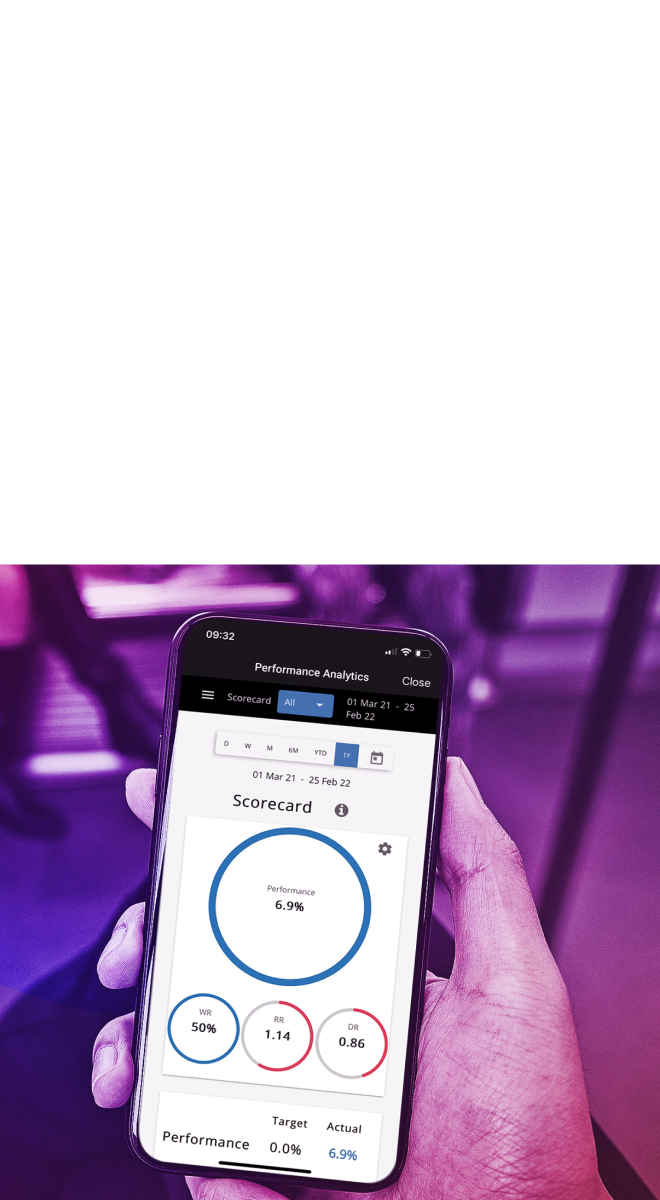 09:32
Performance Analytics
Close
Scorecard
All
01 Mar 21 - 25
Feb 22
D W M 6M YTD 1Y
01 Mar 21 - 25 Feb 22
Scorecard
Performance
6.9%
WR
50%
RR
1.14
DR
0.86
Target Actual
Performance 0.0% 6.9%